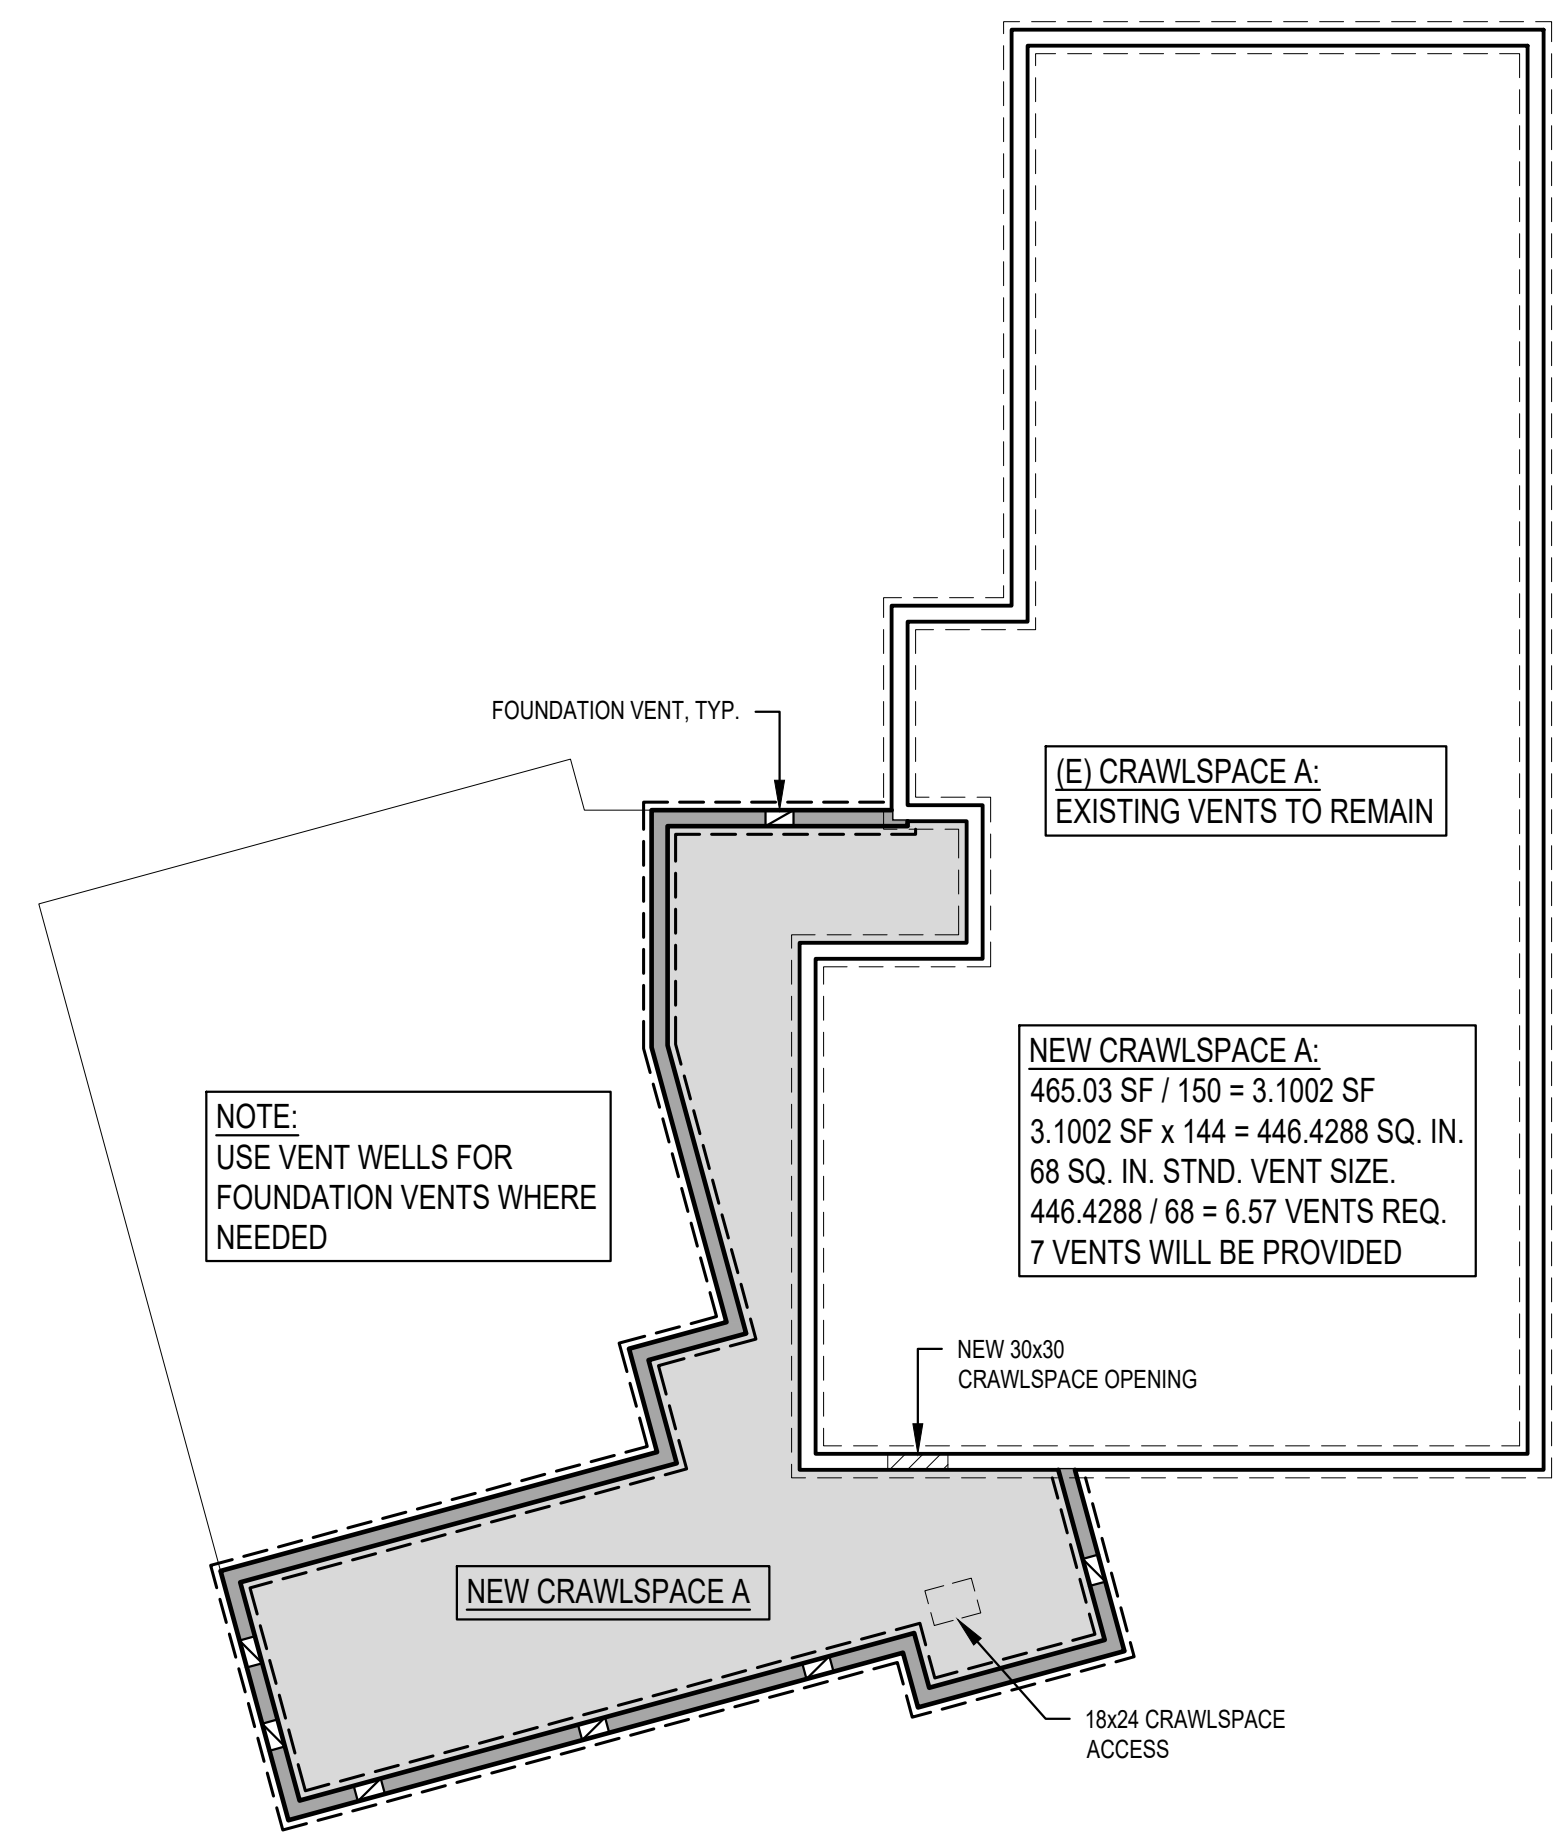 FOUNDATION VENT, TYP.
(E) CRAWLSPACE A:
EXISTING VENTS TO REMAIN
NEW CRAWLSPACE A:
465.03 SF / 150 = 3.1002 SF
3.1002 SF x 144 = 446.4288 SQ. IN.
68 SQ. IN. STND. VENT SIZE.
446.4288 / 68 = 6.57 VENTS REQ.
7 VENTS WILL BE PROVIDED
NOTE:
USE VENT WELLS FOR
FOUNDATION VENTS WHERE
NEEDED
NEW 30x30
CRAWLSPACE OPENING
NEW CRAWLSPACE A
18x24 CRAWLSPACE
ACCESS